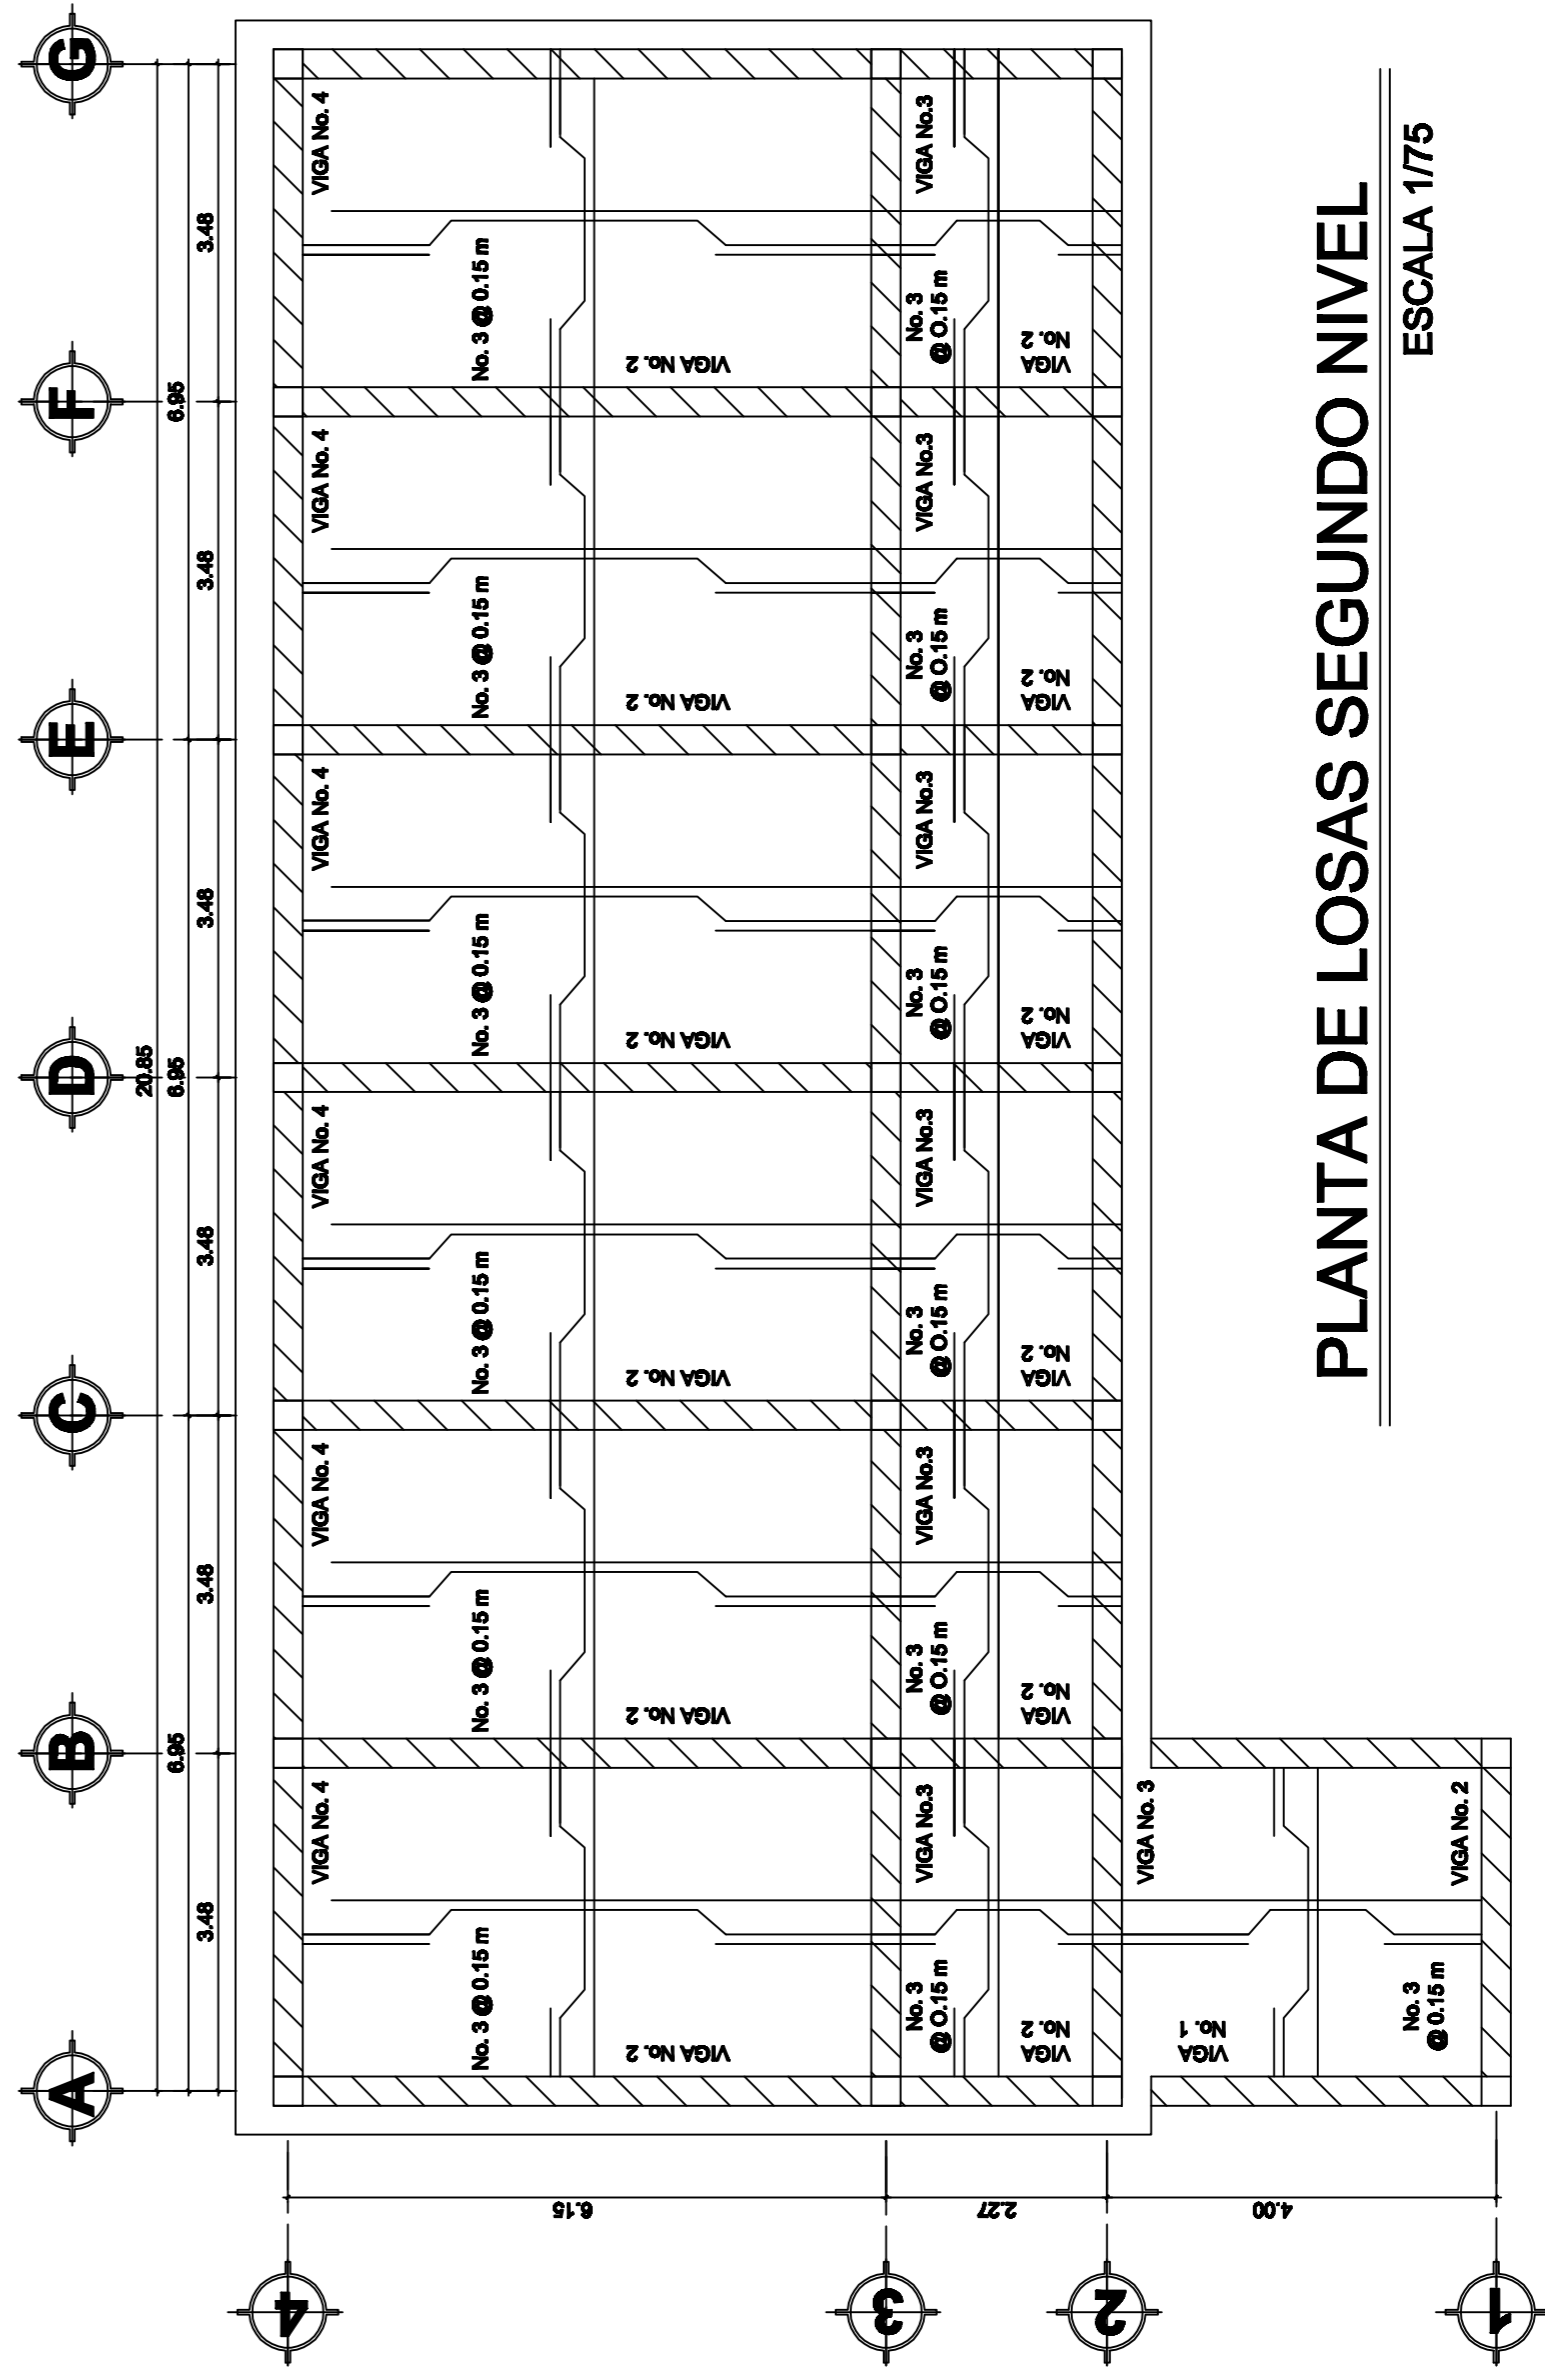 A B C D E F G
20.85
6.95 6.95 6.95
3.48 3.48 3.48 3.48 3.48 3.48
4
VIGA No. 4 VIGA No. 4 VIGA No. 4 VIGA No. 4 VIGA No. 4 VIGA No. 4
No. 3 @ 0.15 m No. 3 @ 0.15 m No. 3 @ 0.15 m No. 3 @ 0.15 m No. 3 @ 0.15 m No. 3 @ 0.15 m
6.15
VIGA No. 2 VIGA No. 2 VIGA No. 2 VIGA No. 2 VIGA No. 2 VIGA No. 2
3
No. 3
@ O.15 m
VIGA No.3
No. 3
@ O.15 m
VIGA No.3
No. 3
@ O.15 m
VIGA No.3
No. 3
@ O.15 m
VIGA No.3
No. 3
@ O.15 m
VIGA No.3
No. 3
@ O.15 m
VIGA No.3
2.27
VIGA
No. 2
VIGA
No. 2
VIGA
No. 2
VIGA
No. 2
VIGA
No. 2
VIGA
No. 2
2
VIGA No. 3
VIGA
No. 1
4.00
No. 3
@ 0.15 m
VIGA No. 2
1
PLANTA DE LOSAS SEGUNDO NIVEL
ESCALA 1/75